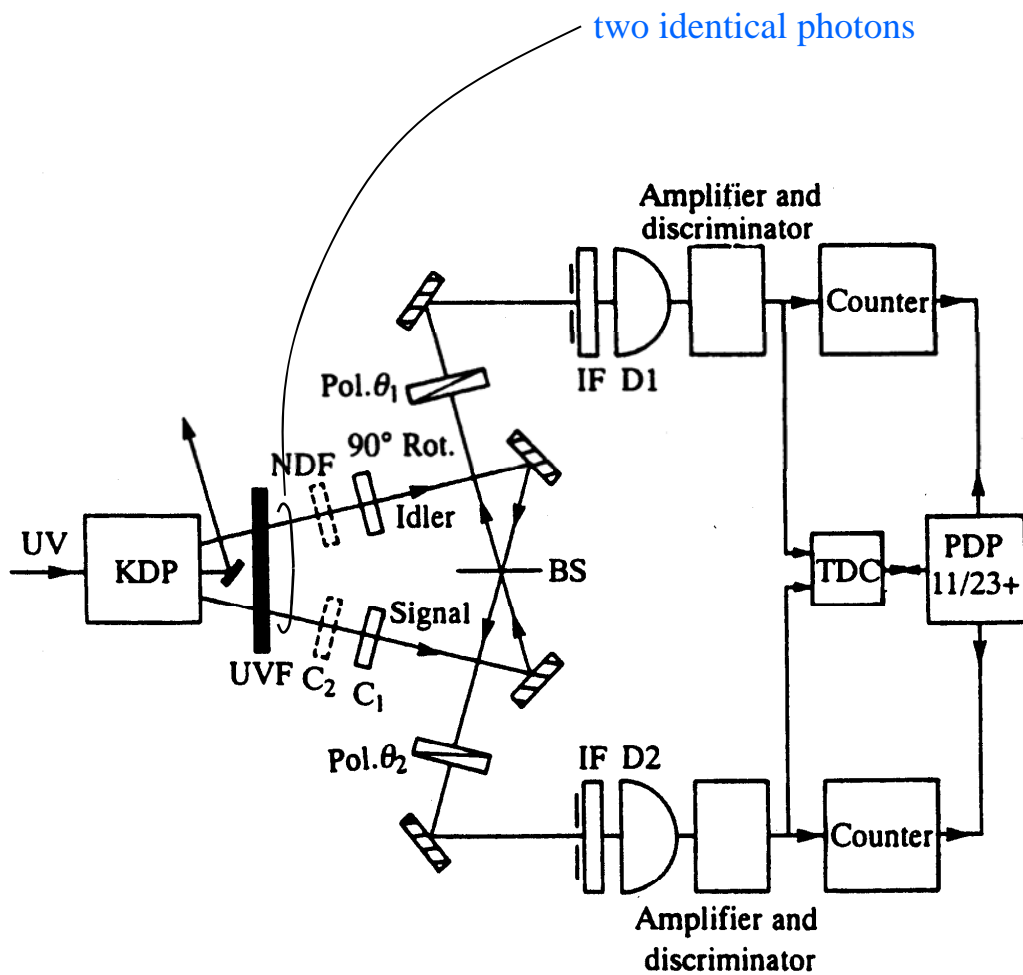 two identical photons
Amplifier and
discriminator
Counter
IF D1
Pol.θ₁
90° Rot.
NDF
Idler
UV
KDP
BS
TDC
PDP
11/23+
Signal
UVF
C₂
C₁
Pol.θ₂
IF D2
Counter
Amplifier and
discriminator